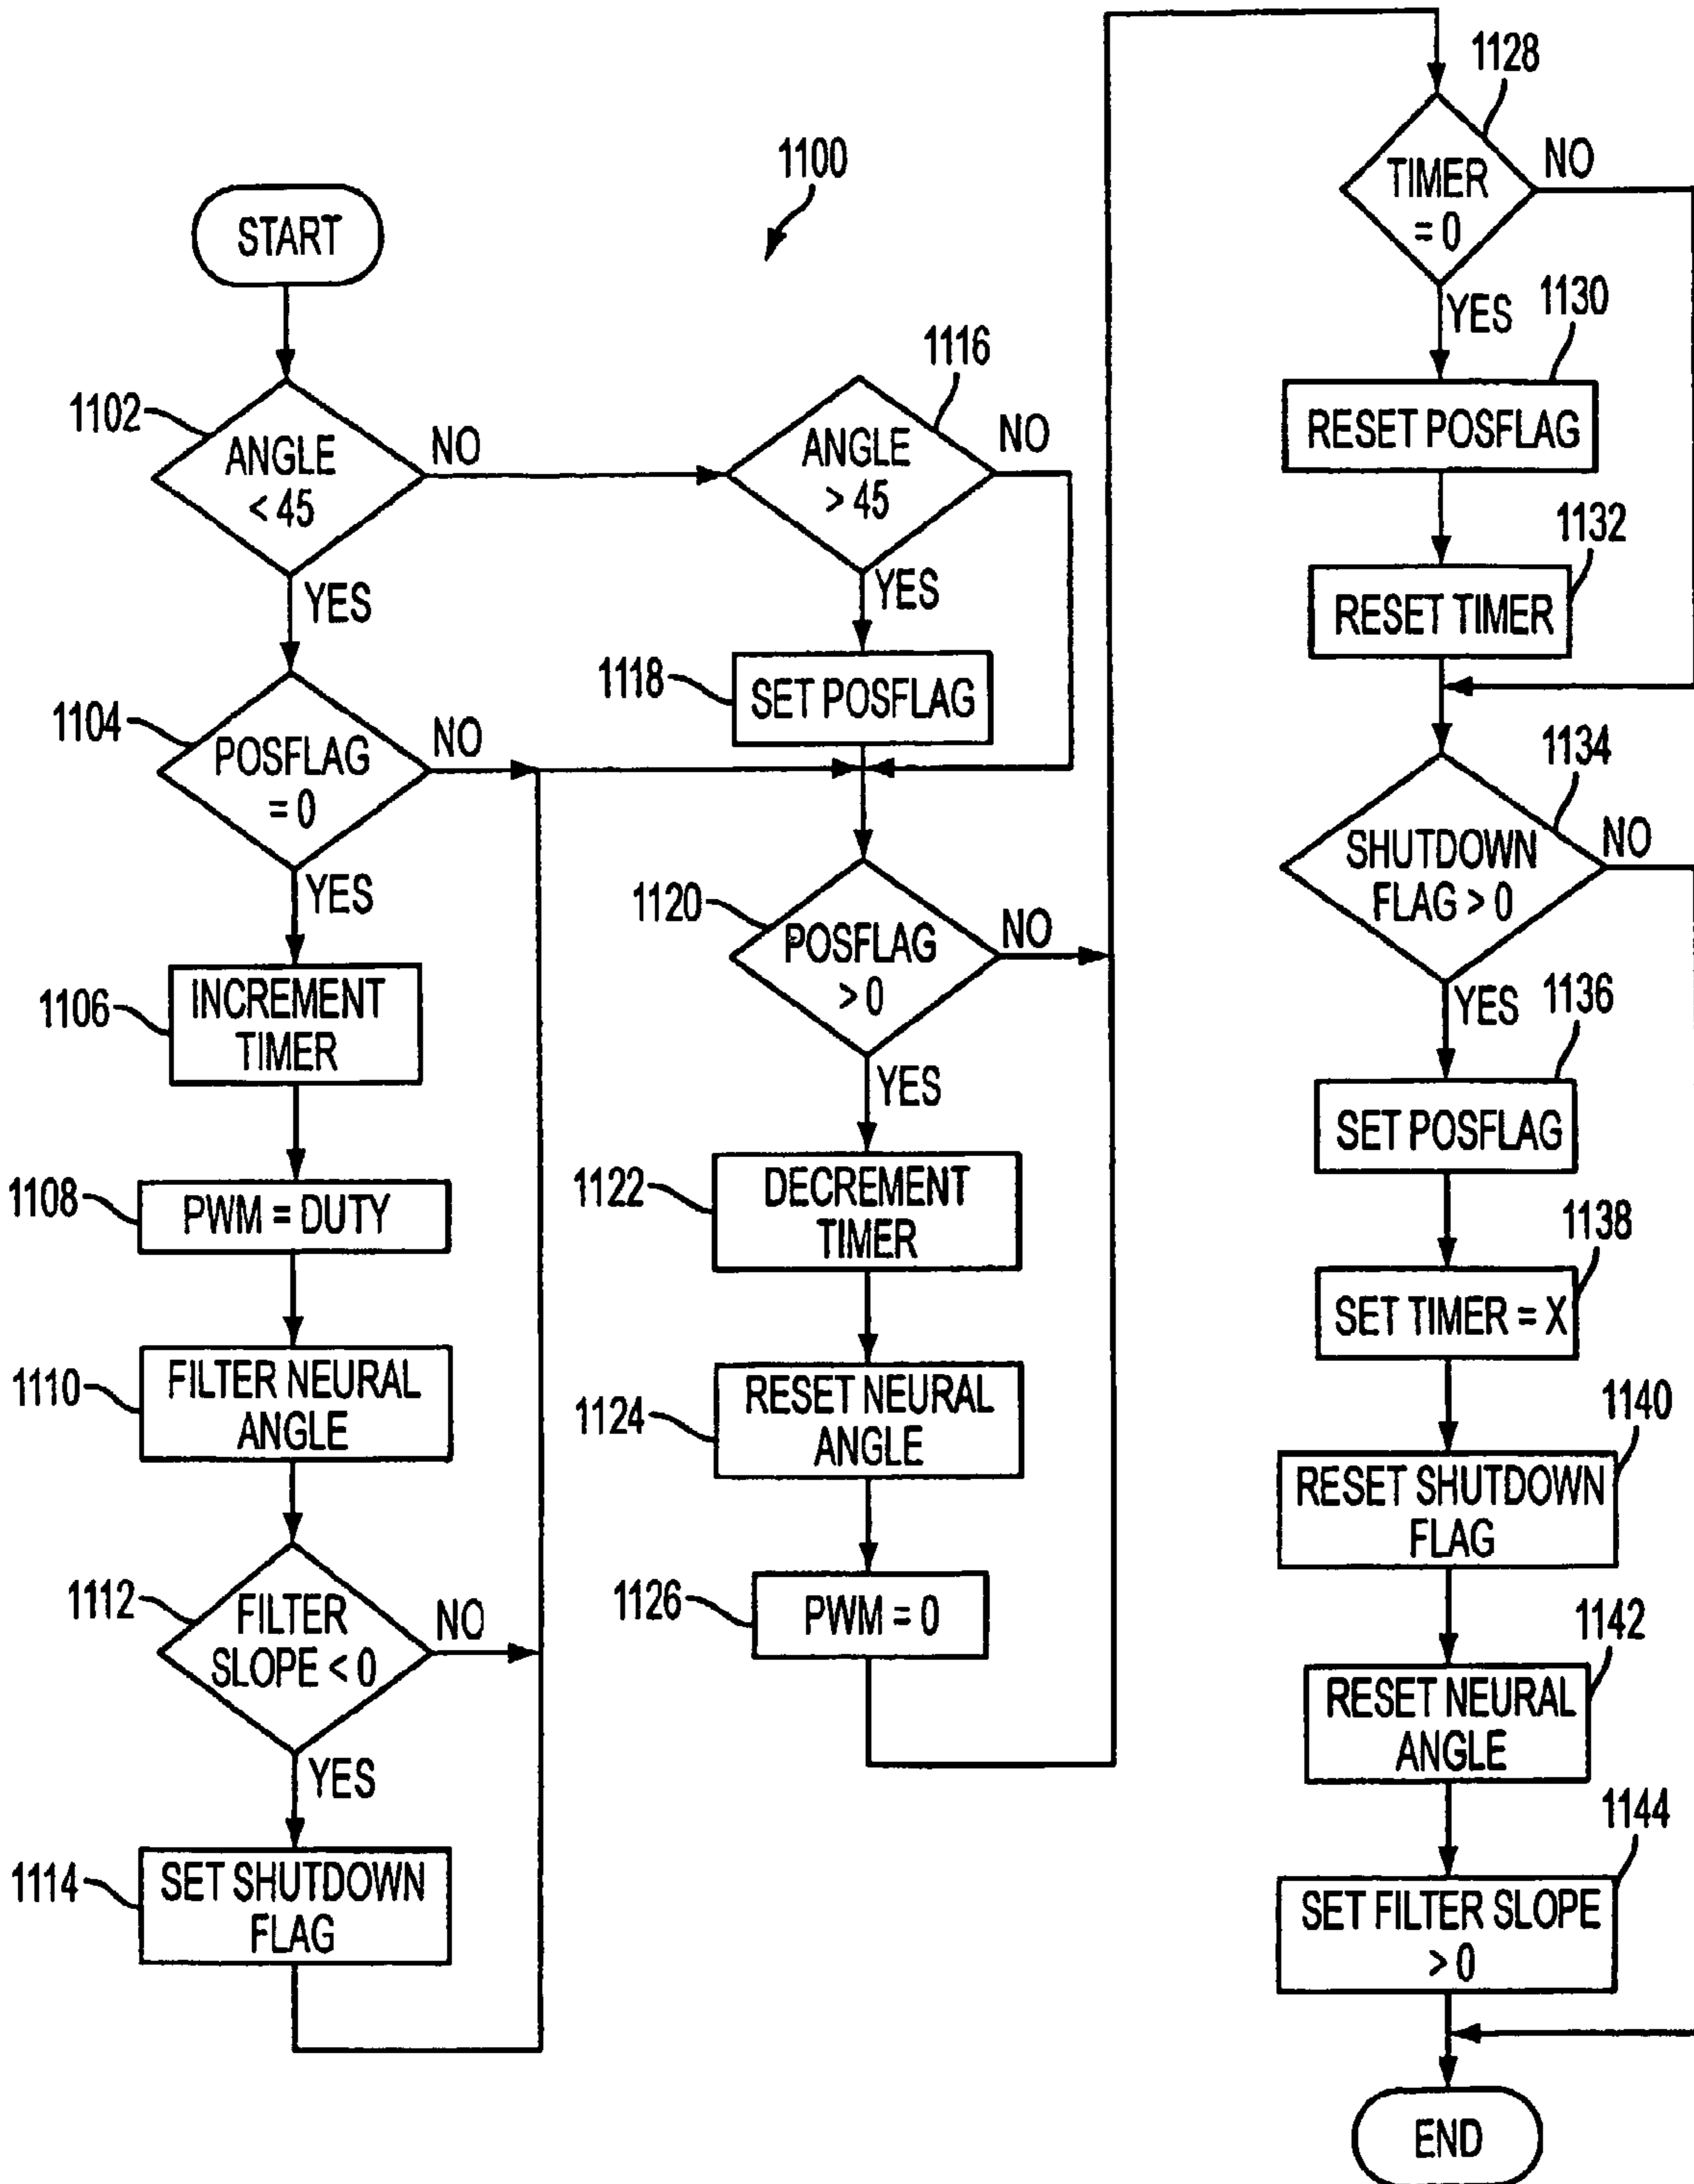 1100
START
1102
ANGLE
< 45
NO
YES
1104
POSFLAG
= 0
NO
YES
1106
INCREMENT
TIMER
1108
PWM = DUTY
1110
FILTER NEURAL
ANGLE
1112
FILTER
SLOPE < 0
NO
YES
1114
SET SHUTDOWN
FLAG
1116
ANGLE
> 45
NO
YES
1118
SET POSFLAG
1120
POSFLAG
> 0
NO
YES
1122
DECREMENT
TIMER
1124
RESET NEURAL
ANGLE
1126
PWM = 0
1128
TIMER
= 0
NO
YES
1130
RESET POSFLAG
1132
RESET TIMER
1134
SHUTDOWN
FLAG > 0
NO
YES
1136
SET POSFLAG
1138
SET TIMER = X
1140
RESET SHUTDOWN
FLAG
1142
RESET NEURAL
ANGLE
1144
SET FILTER SLOPE
> 0
END